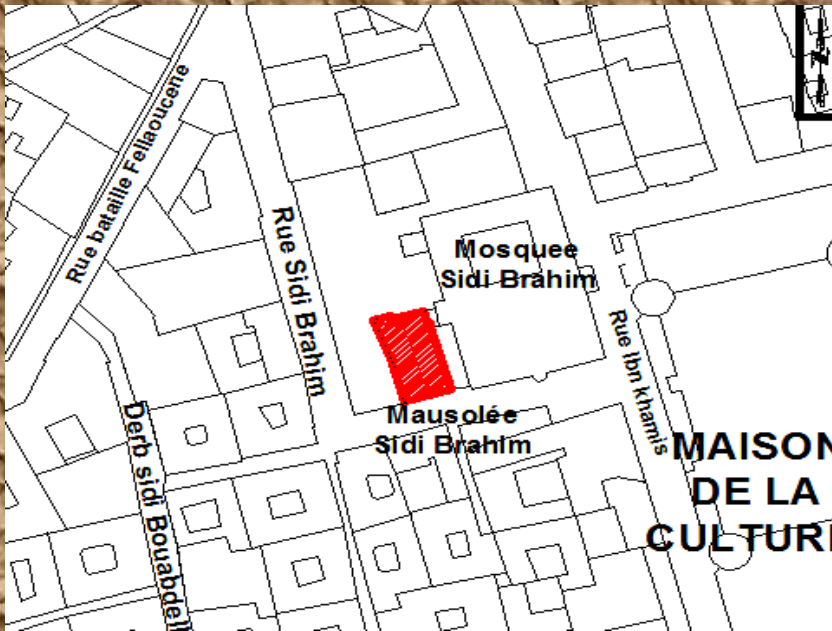 Rue bataille Fellaoucene
Rue Sidi Brahim
Mosquee
Sidi Brahim
Rue Ibn khamis
Mausolée
Sidi Brahim
Derb sidi Bouabdell
MAISON
DE LA
CULTURE
N